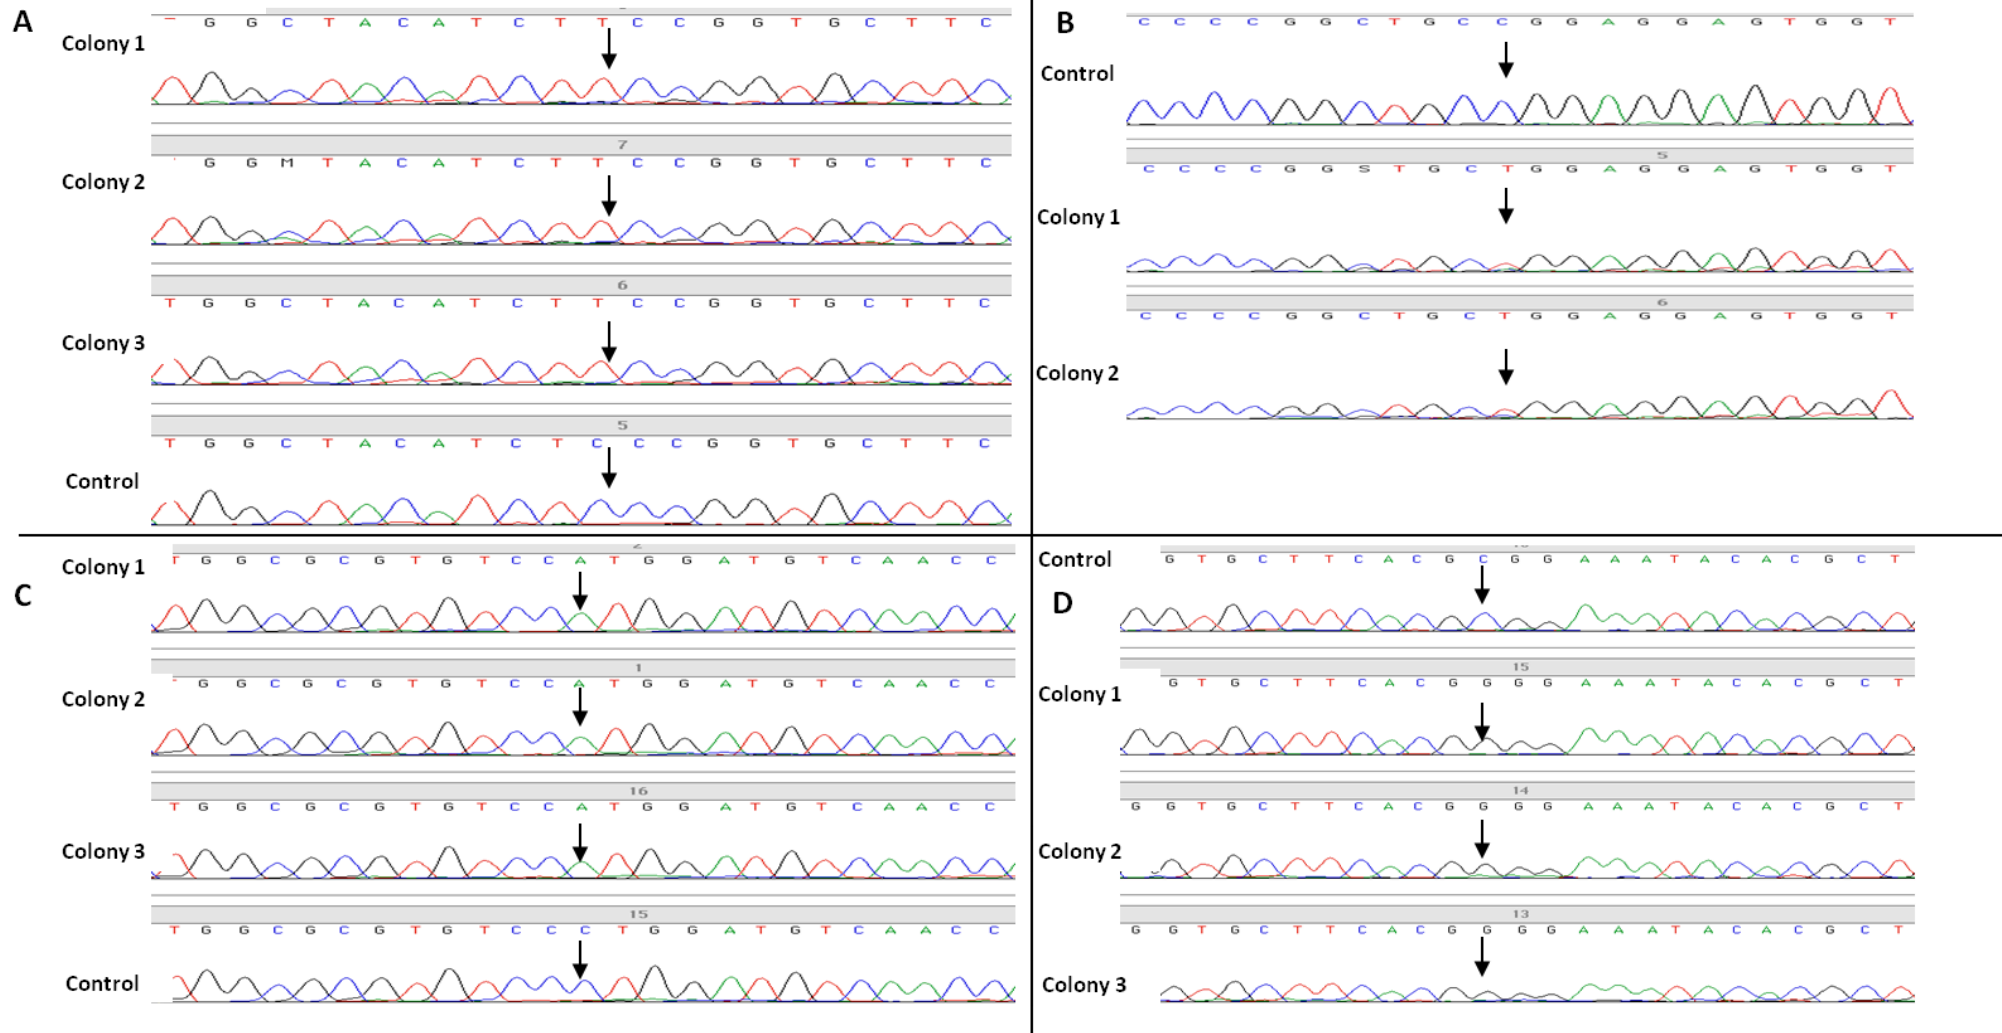 A
– G G C T A C A T C T T C C G G T G C T T C
Colony 1
7
G G M T A C A T C T T C C G G T G C T T C
Colony 2
6
T G G C T A C A T C T T C C G G T G C T T C
Colony 3
5
T G G C T A C A T C T C C C G G T G C T T C
Control
B
C C C C G G C T G C C G G A G G A G T G G T
Control
5
C C C C G G S T G C T G G A G G A G T G G T
Colony 1
6
C C C C G G C T G C T G G A G G A G T G G T
Colony 2
C
2
T G G C G C G T G T C C A T G G A T G T C A A C C
Colony 1
1
G G C G C G T G T C C A T G G A T G T C A A C C
Colony 2
16
T G G C G C G T G T C C A T G G A T G T C A A C C
Colony 3
15
T G G C G C G T G T C C C T G G A T G T C A A C C
Control
D
G T G C T T C A C G C G G A A A T A C A C G C T
Control
15
G T G C T T C A C G G G G A A A T A C A C G C T
Colony 1
14
G G T G C T T C A C G G G G A A A T A C A C G C T
Colony 2
13
G G T G C T T C A C G G G G A A A T A C A C G C T
Colony 3